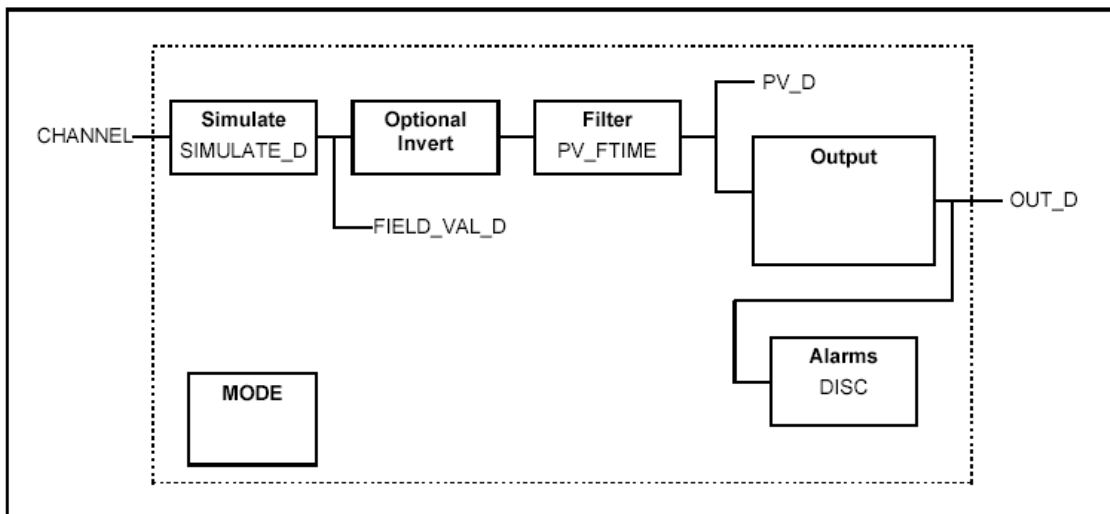 CHANNEL
Simulate
SIMULATE_D
Optional
Invert
Filter
PV_FTIME
PV_D
Output
OUT_D
FIELD_VAL_D
MODE
Alarms
DISC